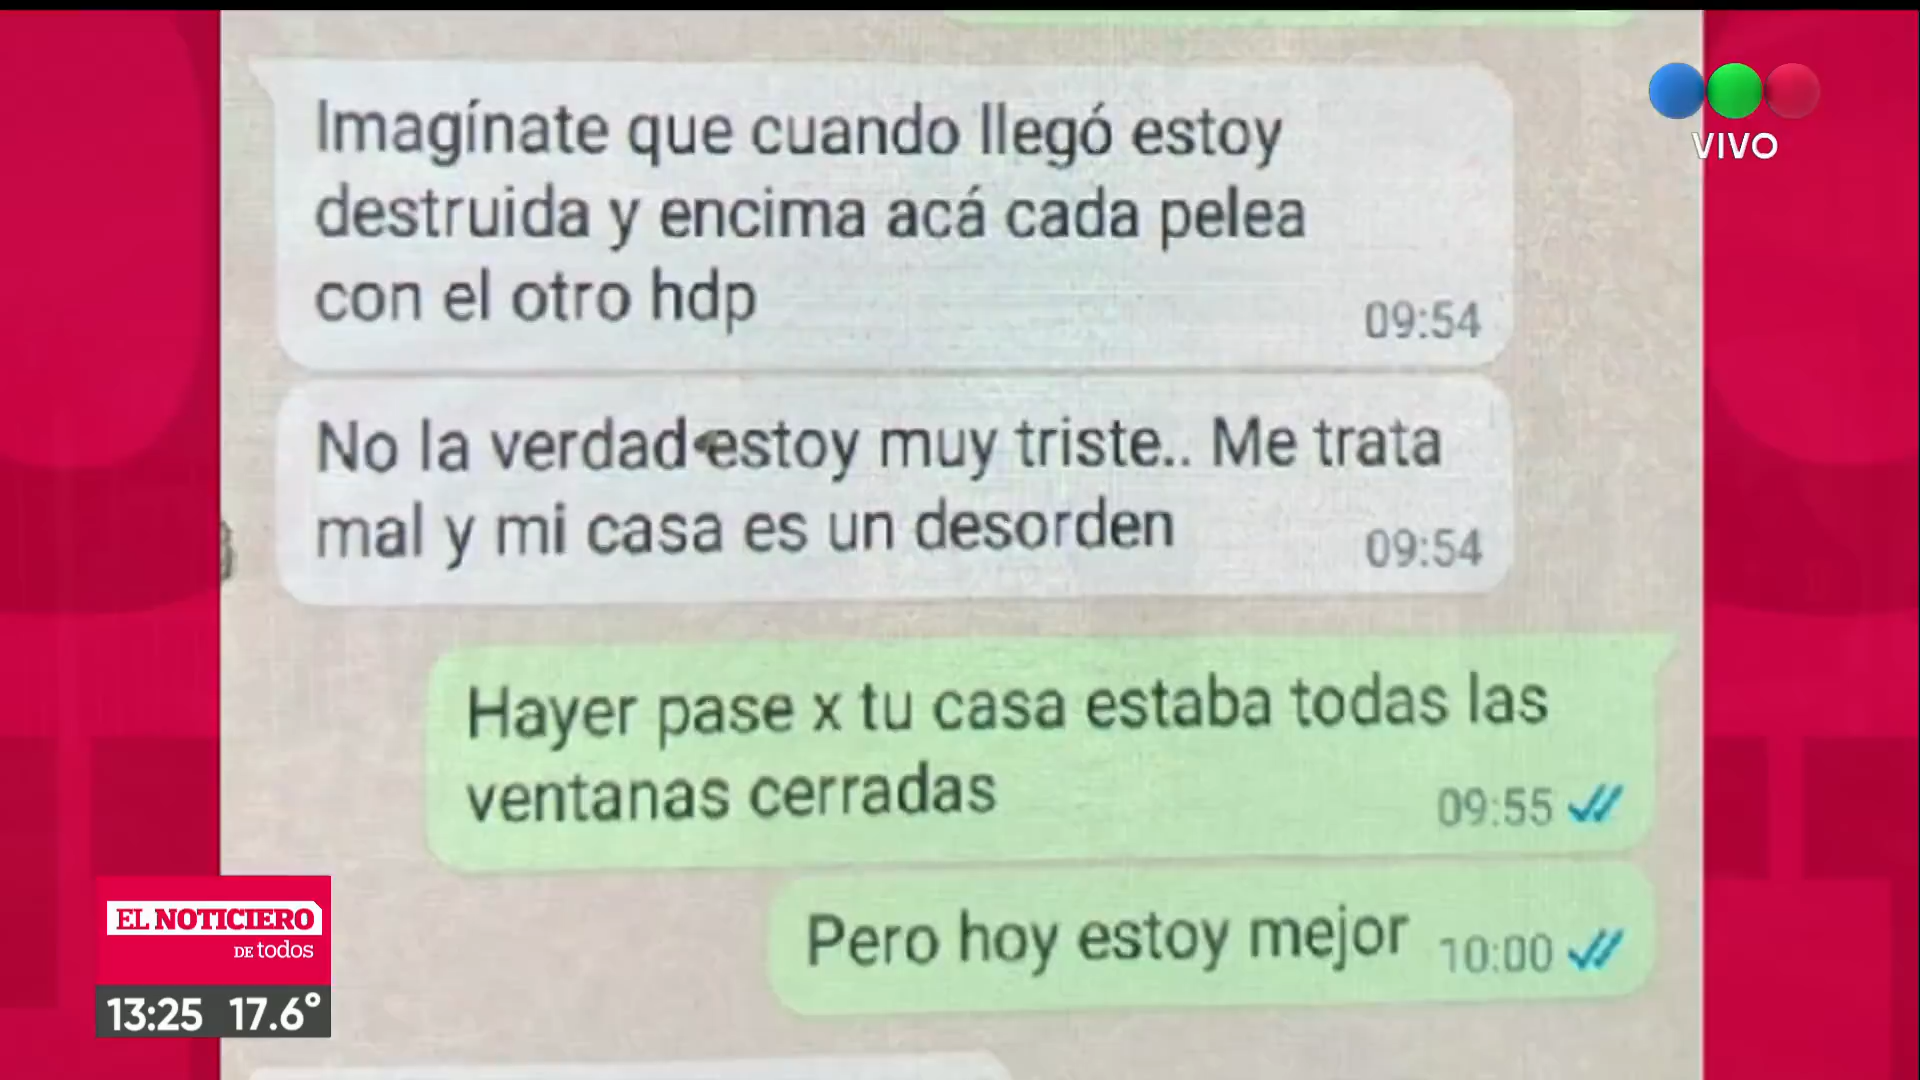 Imagínate que cuando llegó estoy
destruida y encima acá cada pelea
con el otro hdp
09:54
No la verdad estoy muy triste.. Me trata
mal y mi casa es un desorden
09:54
Hayer pase x tu casa estaba todas las
ventanas cerradas
09:55
Pero hoy estoy mejor 10:00
VIVO
EL NOTICIERO
DE todos
13:25 17.6°